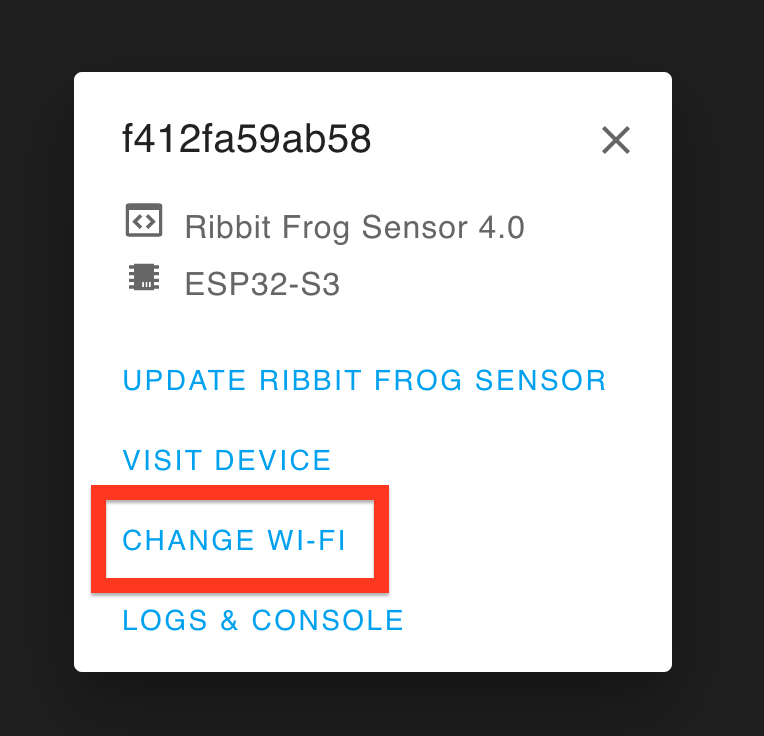 f412fa59ab58
Ribbit Frog Sensor 4.0
ESP32-S3
UPDATE RIBBIT FROG SENSOR
VISIT DEVICE
CHANGE WI-FI
LOGS & CONSOLE